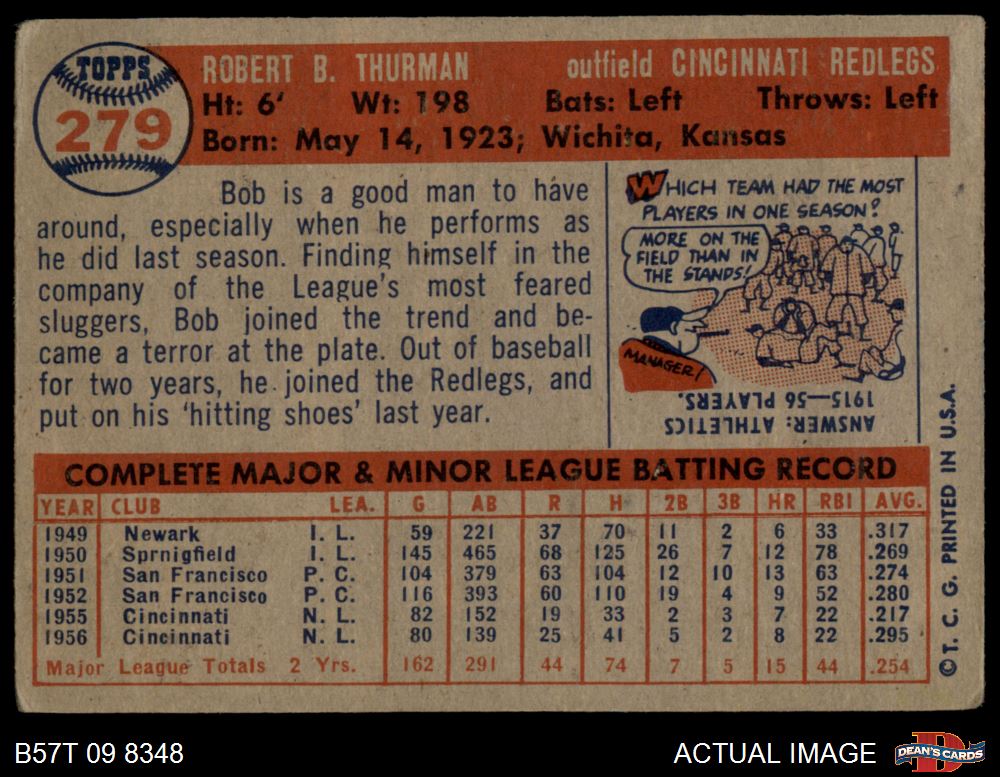 TOPPS
279
ROBERT B. THURMAN outfield CINCINNATI REDLEGS
Ht: 6' Wt: 198 Bats: Left Throws: Left
Born: May 14, 1923; Wichita, Kansas
Bob is a good man to have
around, especially when he performs as
he did last season. Finding himself in the
company of the League's most feared
sluggers, Bob joined the trend and be-
came a terror at the plate. Out of baseball
for two years, he joined the Redlegs, and
put on his 'hitting shoes' last year.
WHICH TEAM HAD THE MOST
PLAYERS IN ONE SEASON?
MORE ON THE
FIELD THAN IN
THE STANDS!
MANAGER!
ANSWER: ATHLETICS
1915—56 PLAYERS.
COMPLETE MAJOR & MINOR LEAGUE BATTING RECORD
YEAR CLUB LEA. G AB R H 2B 3B HR RBI AVG.
1949 Newark I. L. 59 221 37 70 11 2 6 33 .317
1950 Sprnigfield I. L. 145 465 68 125 26 7 12 78 .269
1951 San Francisco P. C. 104 379 63 104 12 10 13 63 .274
1952 San Francisco P. C. 116 393 60 110 19 4 9 52 .280
1955 Cincinnati N. L. 82 152 19 33 2 3 7 22 .217
1956 Cincinnati N. L. 80 139 25 41 5 2 8 22 .295
Major League Totals 2 Yrs. 162 291 44 74 7 5 15 44 .254
© T. C. G. PRINTED IN U.S.A.
B57T 09 8348 ACTUAL IMAGE
DEAN'S CARDS